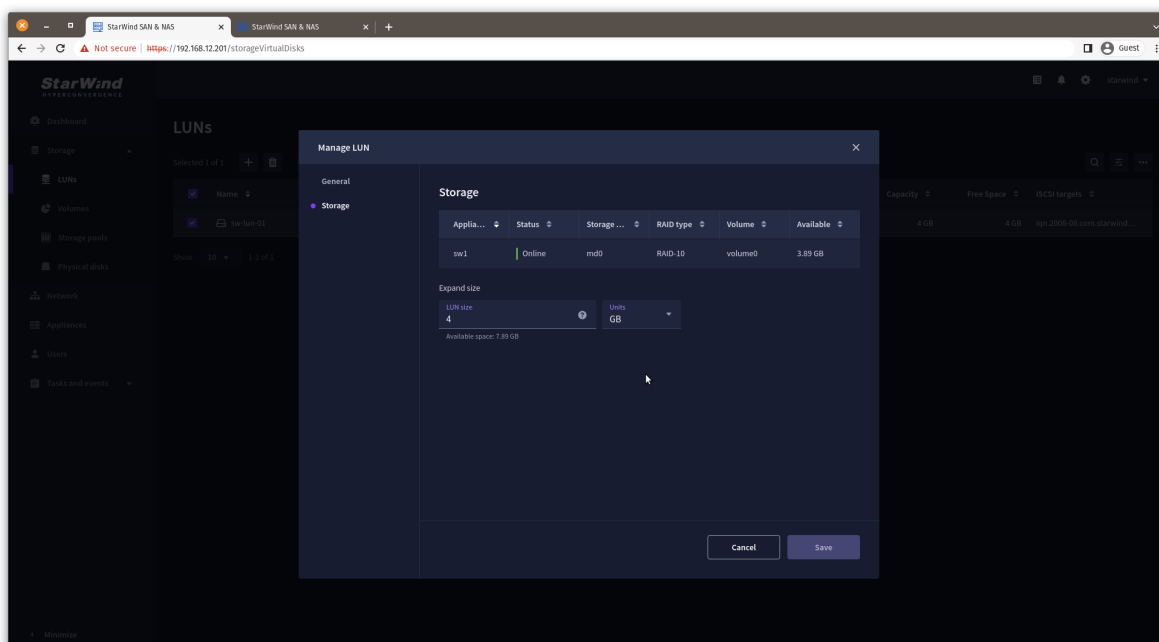 StarWind SAN & NAS
StarWind SAN & NAS
Not secure | https://192.168.12.201/storageVirtualDisks
Guest
StarWind
HYPERCONVERGENCE
starwind
Dashboard
Storage
LUNs
Volumes
Storage pools
Physical disks
Network
Appliances
Users
Tasks and events
Minimize
LUNs
Selected 1 of 1
Name Capacity Free Space iSCSI targets
sw-lun-01 4 GB 4 GB iqn.2008-08.com.starwind...
Show 10 1-1 of 1
Manage LUN
General
Storage
Storage
Applia... Status Storage ... RAID type Volume Available
sw1 Online md0 RAID-10 volume0 3.89 GB
Expand size
LUN size
4
Units
GB
Available space: 7.89 GB
Cancel
Save